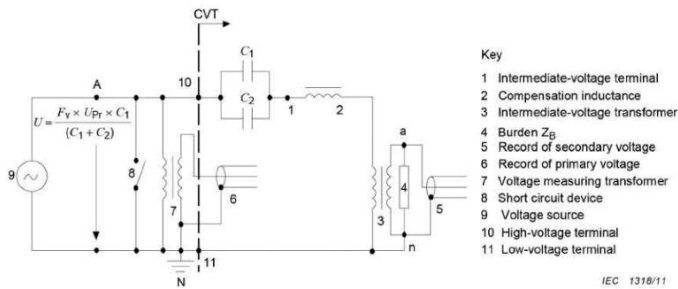 CVT
C1
A
10
C2
U = Fv × UPr × C1 / (C1 + C2)
1
2
a
9
8
7
6
3
4
5
n
11
N
Key
1 Intermediate-voltage terminal
2 Compensation inductance
3 Intermediate-voltage transformer
4 Burden ZB
5 Record of secondary voltage
6 Record of primary voltage
7 Voltage measuring transformer
8 Short circuit device
9 Voltage source
10 High-voltage terminal
11 Low-voltage terminal
IEC 1318/11